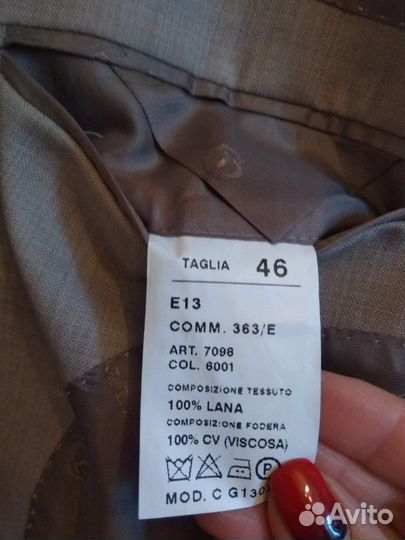 TAGLIA 46
E13
COMM. 363/E
ART. 7098
COL. 6001
COMPOSIZIONE TESSUTO
100% LANA
COMPOSIZIONE FODERA
100% CV (VISCOSA)
P
MOD. C
Avito